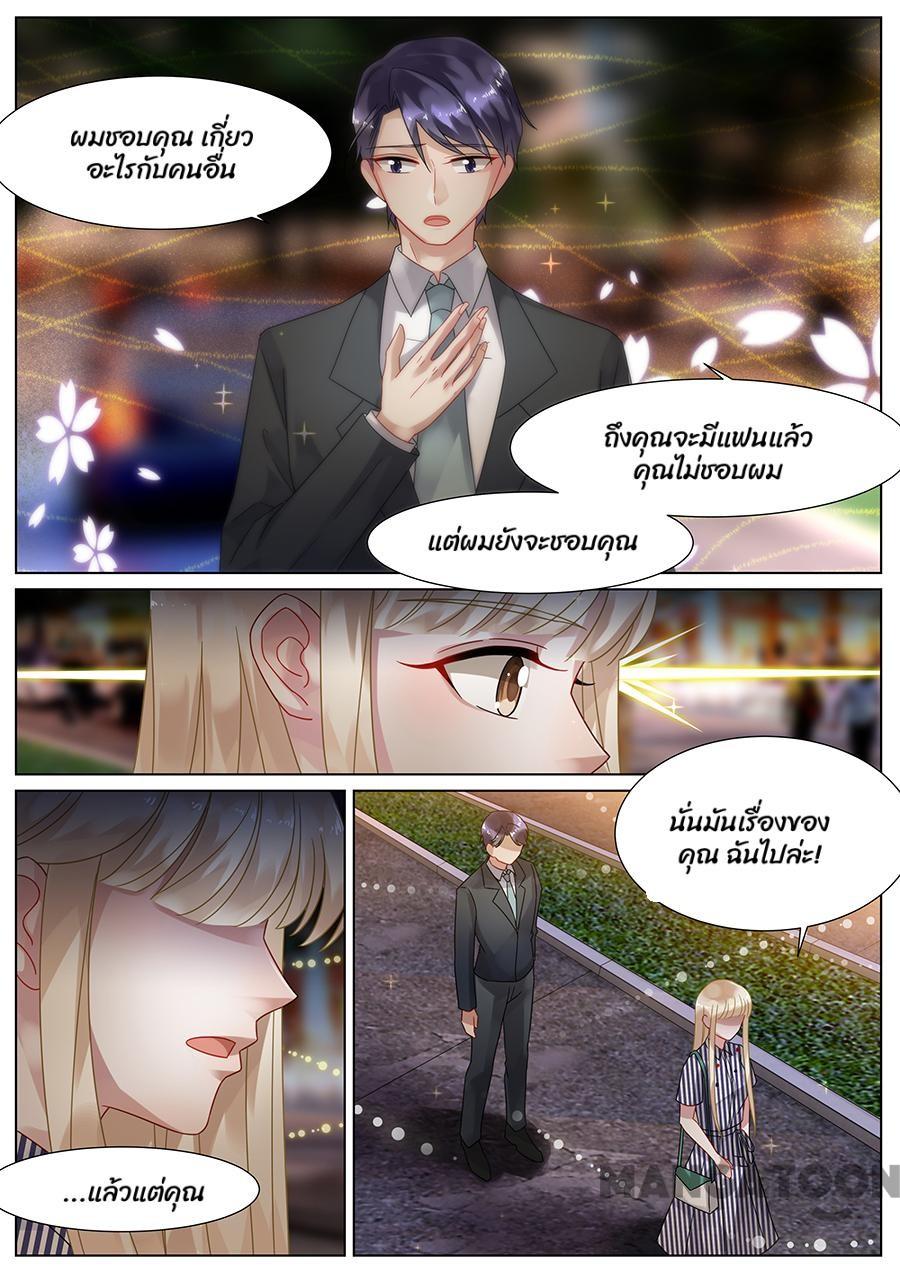 ผมชอบคุณ เกี่ยว
อะไรกับคนอื่น
ถึงคุณจะมีแฟนแล้ว
คุณไม่ชอบผม
แต่ผมยังจะชอบคุณ
นั่นมันเรื่องของ
คุณ ฉันไปล่ะ!
...แล้วแต่คุณ
MANGATOON